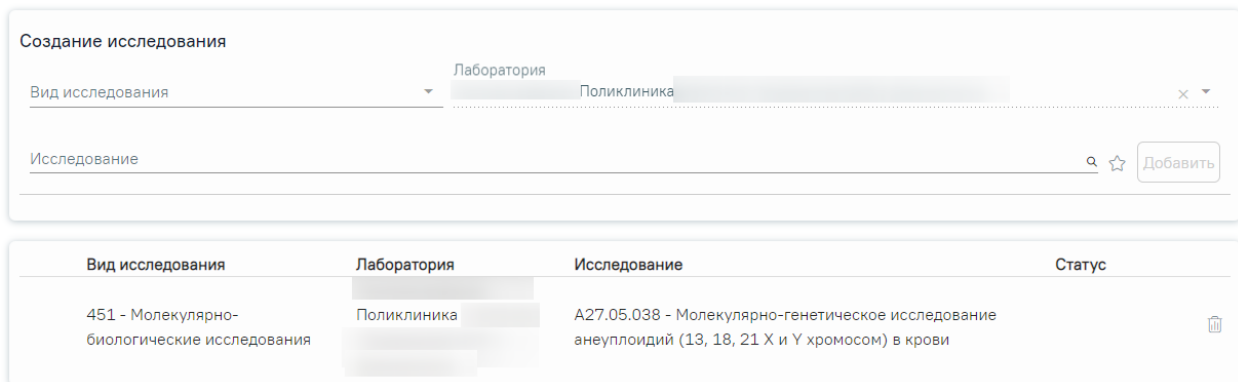 Создание исследования
Лаборатория
Вид исследования Поликлиника
Исследование Добавить
Вид исследования Лаборатория Исследование Статус
451 - Молекулярно- Поликлиника A27.05.038 - Молекулярно-генетическое исследование
биологические исследования анеуплоидий (13, 18, 21 X и Y хромосом) в крови